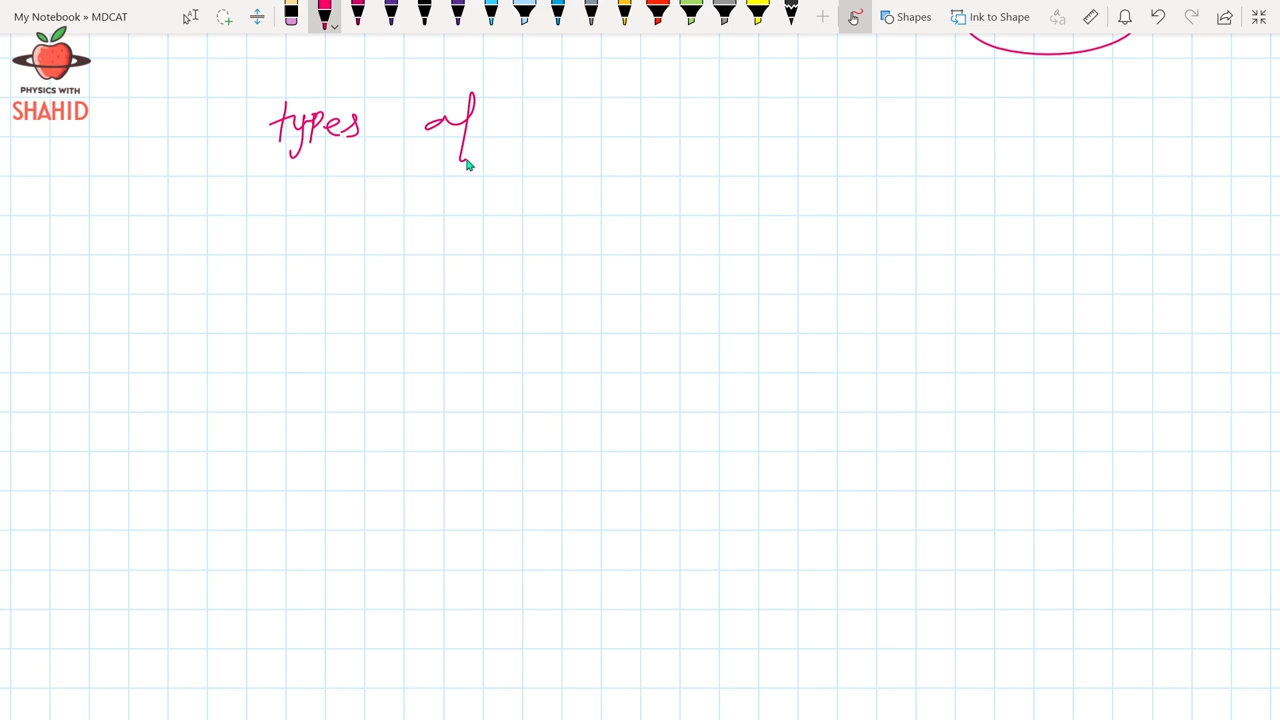 My Notebook » MDCAT
Shapes
Ink to Shape
PHYSICS WITH
SHAHID
types of